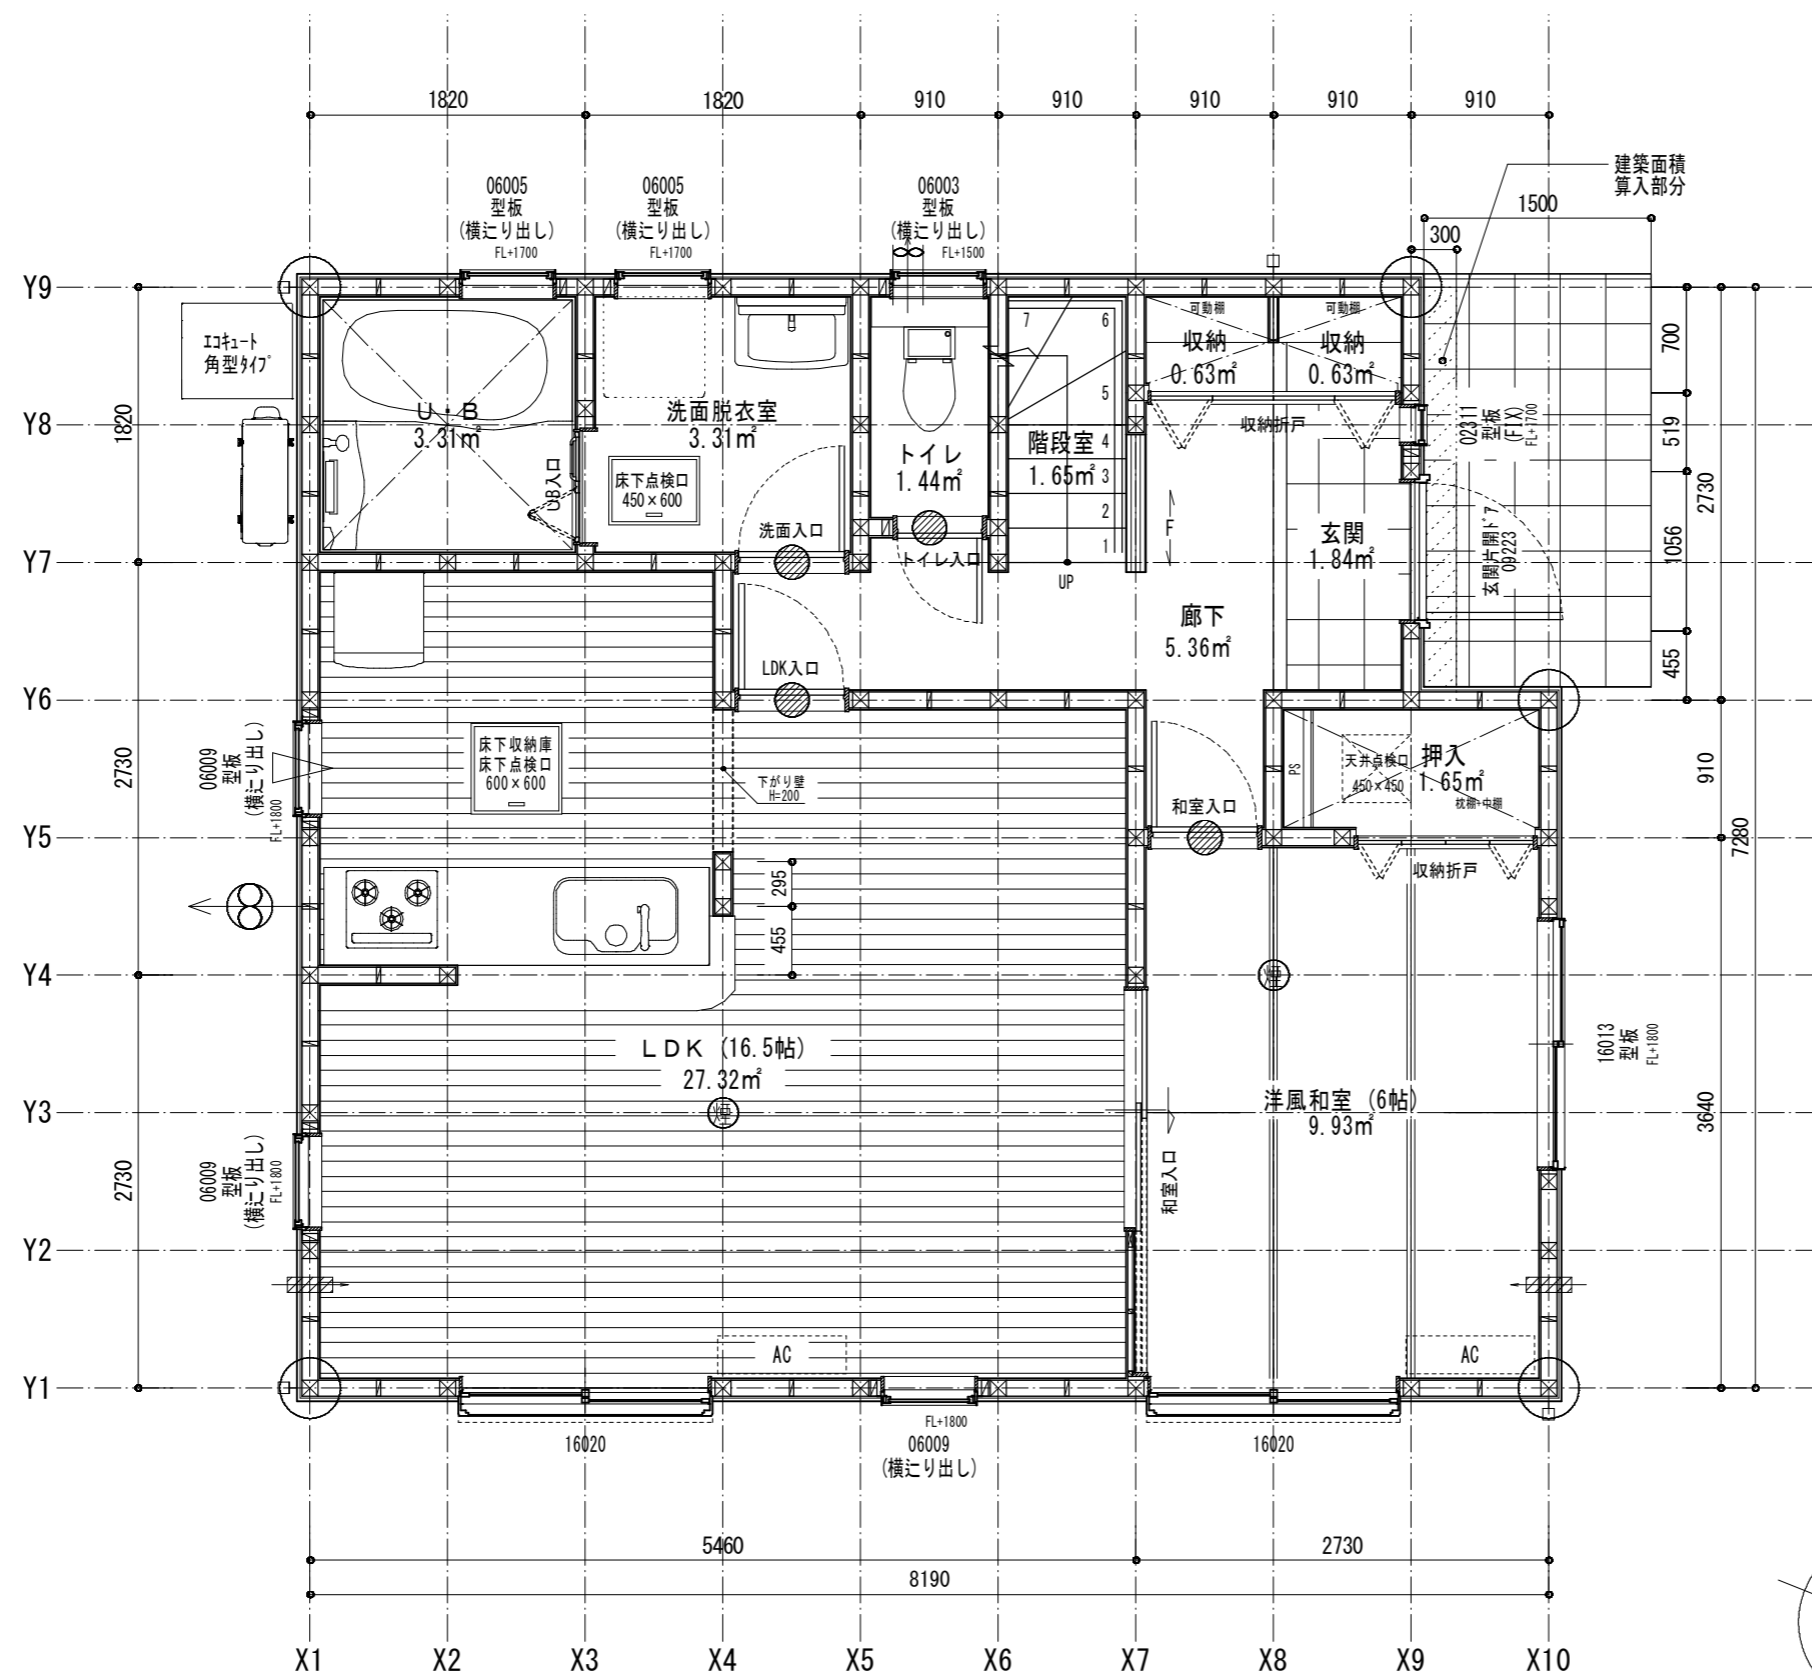 1820
1820
910
910
910
910
910
建築面積
算入部分
1500
300
06005
型板
(横辷り出し)
FL+1700
06005
型板
(横辷り出し)
FL+1700
06003
型板
(横辷り出し)
FL+1500
Y9
Y8
Y7
Y6
Y5
Y4
Y3
Y2
Y1
1820
2730
2730
エコキュート
角型タイプ
UB
3.31㎡
UB入口
洗面脱衣室
3.31㎡
床下点検口
450×600
洗面入口
トイレ
1.44㎡
トイレ入口
階段室
1.65㎡
7
6
5
4
3
2
1
UP
可動棚
収納
0.63㎡
可動棚
収納
0.63㎡
収納折戸
F
玄関
1.84㎡
廊下
5.36㎡
02311
型板
(FIX)
FL+1700
玄関片開ドア
09223
700
519
1056
455
2730
910
3640
7280
LDK入口
06009
型板
(横辷り出し)
FL+1800
床下収納庫
床下点検口
600×600
下がり壁
H=200
295
455
和室入口
PS
天井点検口
450×450
押入
1.65㎡
枕棚+中棚
収納折戸
LDK (16.5帖)
27.32㎡
煙
煙
洋風和室 (6帖)
9.93㎡
和室入口
16013
型板
FL+1800
06009
型板
(横辷り出し)
FL+1800
AC
AC
16020
FL+1800
06009
(横辷り出し)
16020
5460
2730
8190
X1
X2
X3
X4
X5
X6
X7
X8
X9
X10